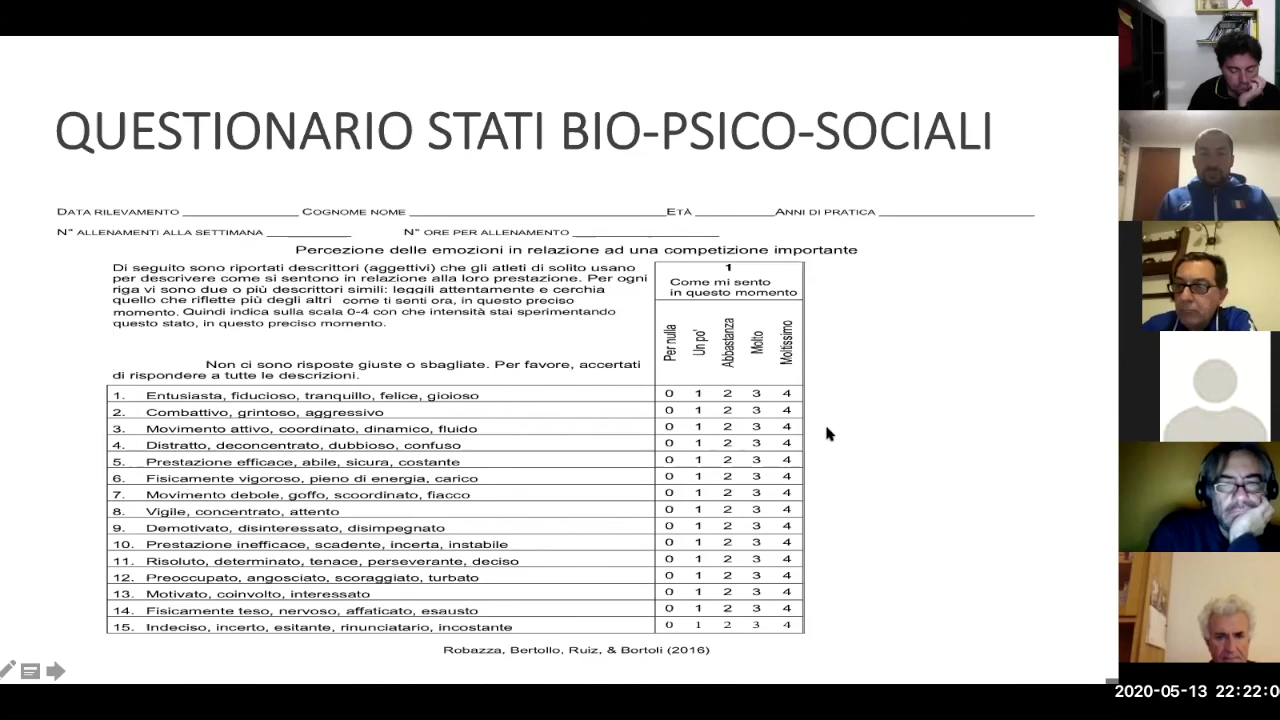 QUESTIONARIO STATI BIO-PSICO-SOCIALI
DATA RILEVAMENTO ________________ COGNOME NOME ____________________________________ ETÀ ___________ ANNI DI PRATICA ______________________
N° ALLENAMENTI ALLA SETTIMANA ____________ N° ORE PER ALLENAMENTO ____________________
Percezione delle emozioni in relazione ad una competizione importante
Di seguito sono riportati descrittori (aggettivi) che gli atleti di solito usano
per descrivere come si sentono in relazione alla loro prestazione. Per ogni
riga vi sono due o più descrittori simili: leggili attentamente e cerchia
quello che riflette più degli altri come ti senti ora, in questo preciso
momento. Quindi indica sulla scala 0-4 con che intensità stai sperimentando
questo stato, in questo preciso momento.
Non ci sono risposte giuste o sbagliate. Per favore, accertati
di rispondere a tutte le descrizioni.
1
Come mi sento
in questo momento
Per nulla
Un po'
Abbastanza
Molto
Moltissimo
1. Entusiasta, fiducioso, tranquillo, felice, gioioso 0 1 2 3 4
2. Combattivo, grintoso, aggressivo 0 1 2 3 4
3. Movimento attivo, coordinato, dinamico, fluido 0 1 2 3 4
4. Distratto, deconcentrato, dubbioso, confuso 0 1 2 3 4
5. Prestazione efficace, abile, sicura, costante 0 1 2 3 4
6. Fisicamente vigoroso, pieno di energia, carico 0 1 2 3 4
7. Movimento debole, goffo, scoordinato, fiacco 0 1 2 3 4
8. Vigile, concentrato, attento 0 1 2 3 4
9. Demotivato, disinteressato, disimpegnato 0 1 2 3 4
10. Prestazione inefficace, scadente, incerta, instabile 0 1 2 3 4
11. Risoluto, determinato, tenace, perseverante, deciso 0 1 2 3 4
12. Preoccupato, angosciato, scoraggiato, turbato 0 1 2 3 4
13. Motivato, coinvolto, interessato 0 1 2 3 4
14. Fisicamente teso, nervoso, affaticato, esausto 0 1 2 3 4
15. Indeciso, incerto, esitante, rinunciatario, incostante 0 1 2 3 4
Robazza, Bertollo, Ruiz, & Bortoli (2016)
2020-05-13 22:22:0